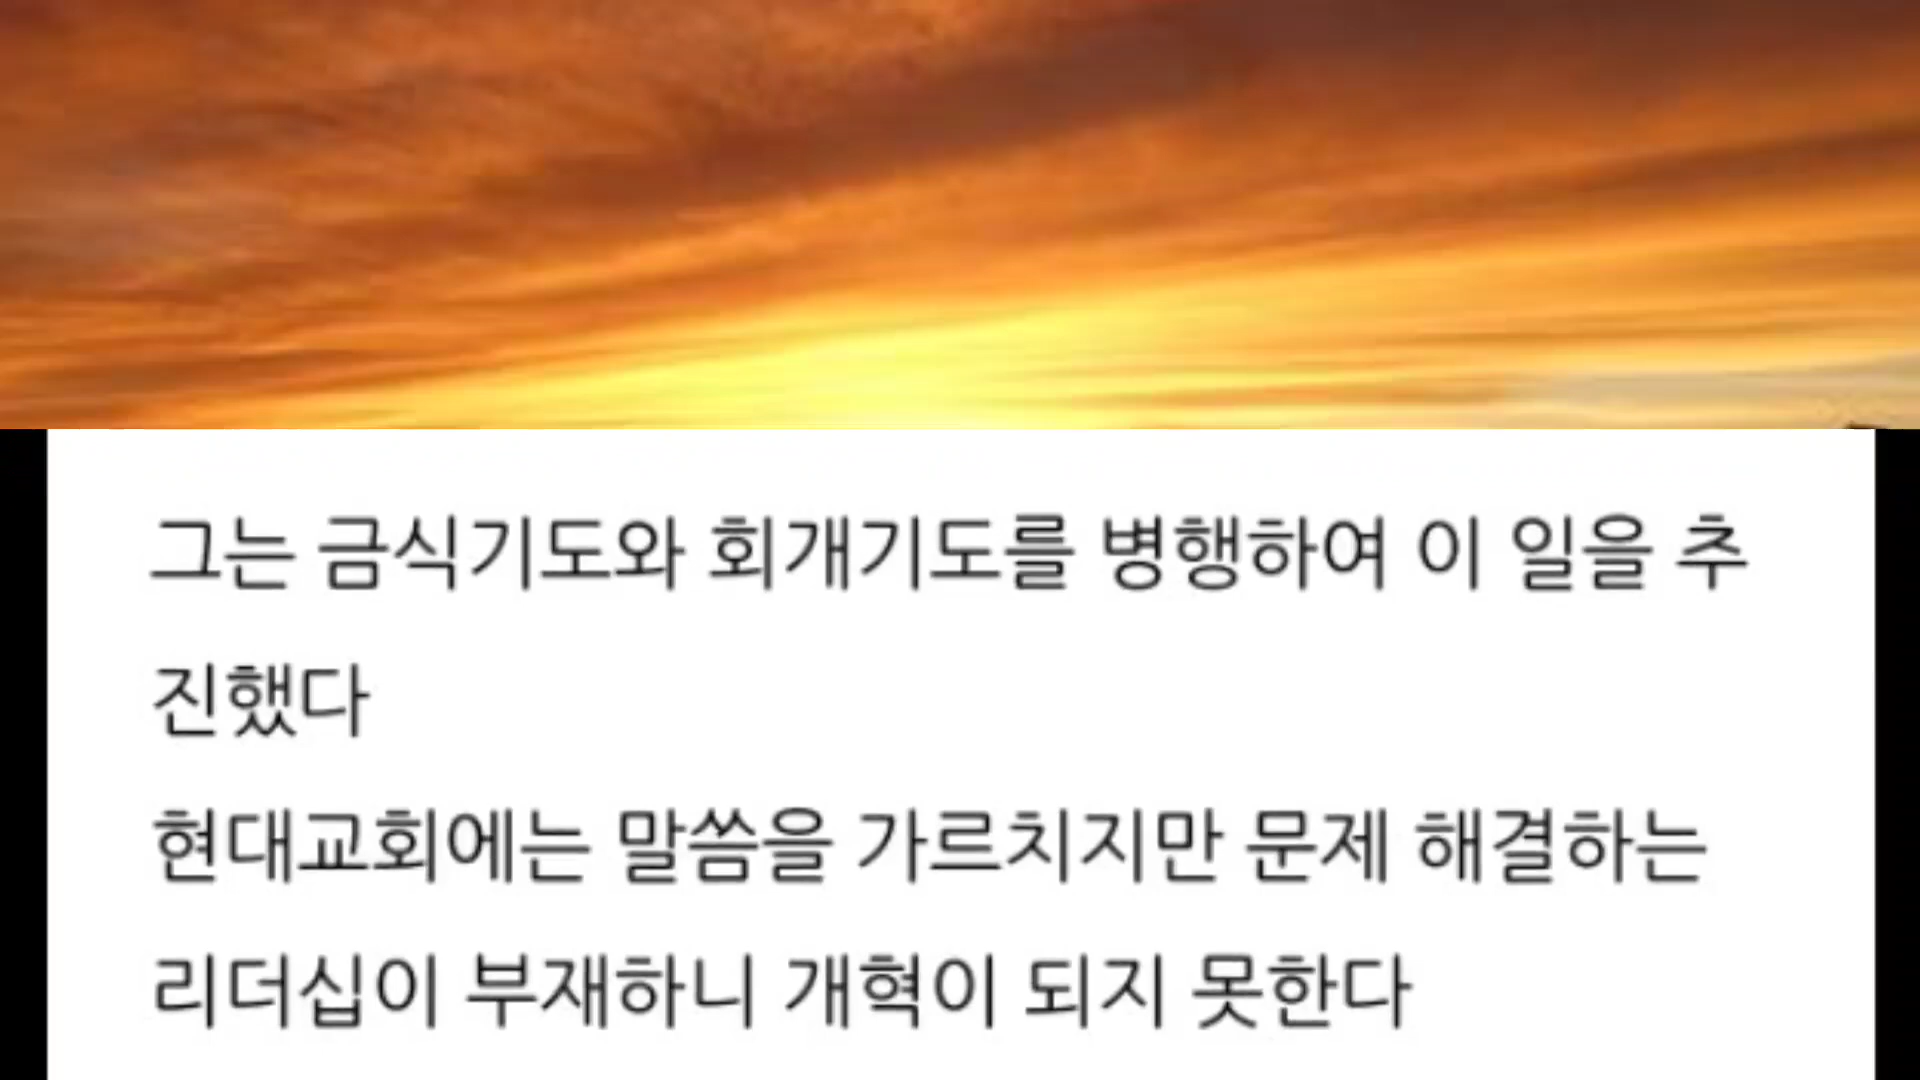 그는 금식기도와 회개기도를 병행하여 이 일을 추
진했다
현대교회에는 말씀을 가르치지만 문제 해결하는
리더십이 부재하니 개혁이 되지 못한다